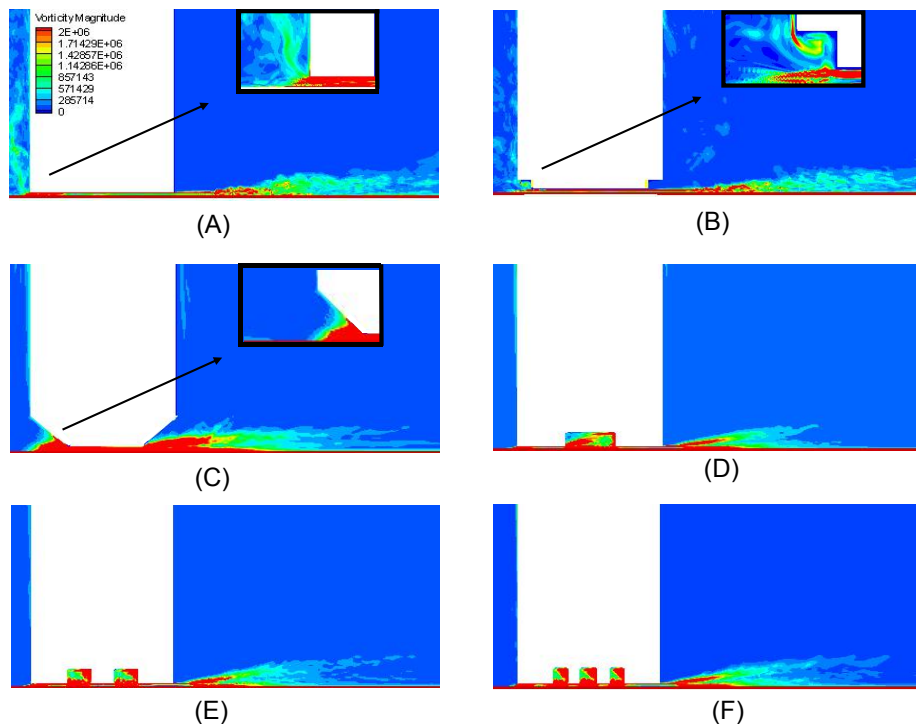 Vorticity Magnitude
2E+06
1.71429E+06
1.42857E+06
1.14286E+06
857143
571429
285714
0
(A)
(B)
(C)
(D)
(E)
(F)